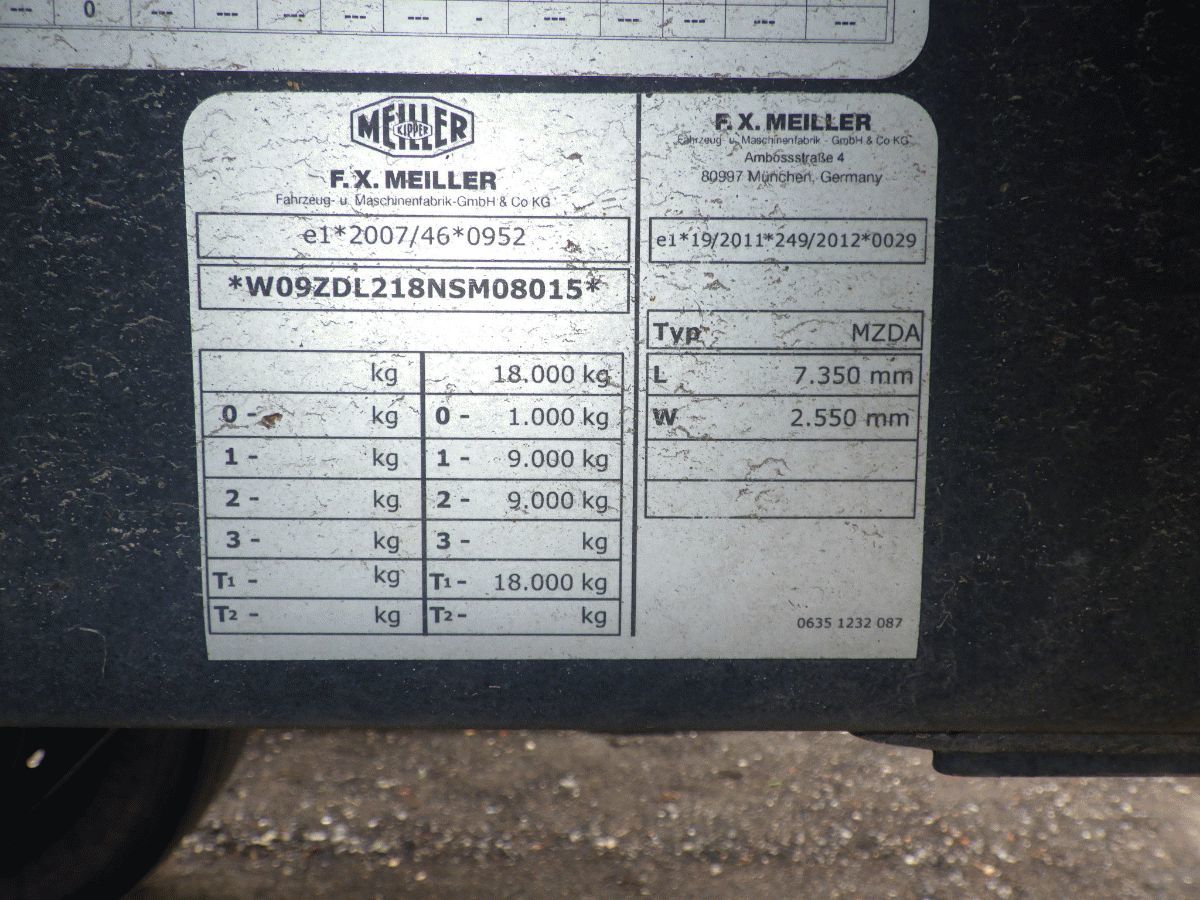 --- 0 --- --- --- --- --- - --- --- --- --- ---
MEILLER
KIPPER
F.X. MEILLER
Fahrzeug- u. Maschinenfabrik-GmbH & Co KG
e1*2007/46*0952
*W09ZDL218NSM08015*
kg 18.000 kg
0 - kg 0 - 1.000 kg
1 - kg 1 - 9.000 kg
2 - kg 2 - 9.000 kg
3 - kg 3 - kg
T1 - kg T1 - 18.000 kg
T2 - kg T2 - kg
F.X. MEILLER
Fahrzeug- u. Maschinenfabrik - GmbH & Co KG
Ambossstraße 4
80997 München, Germany
e1*19/2011*249/2012*0029
Typ MZDA
L 7.350 mm
W 2.550 mm
0635 1232 087